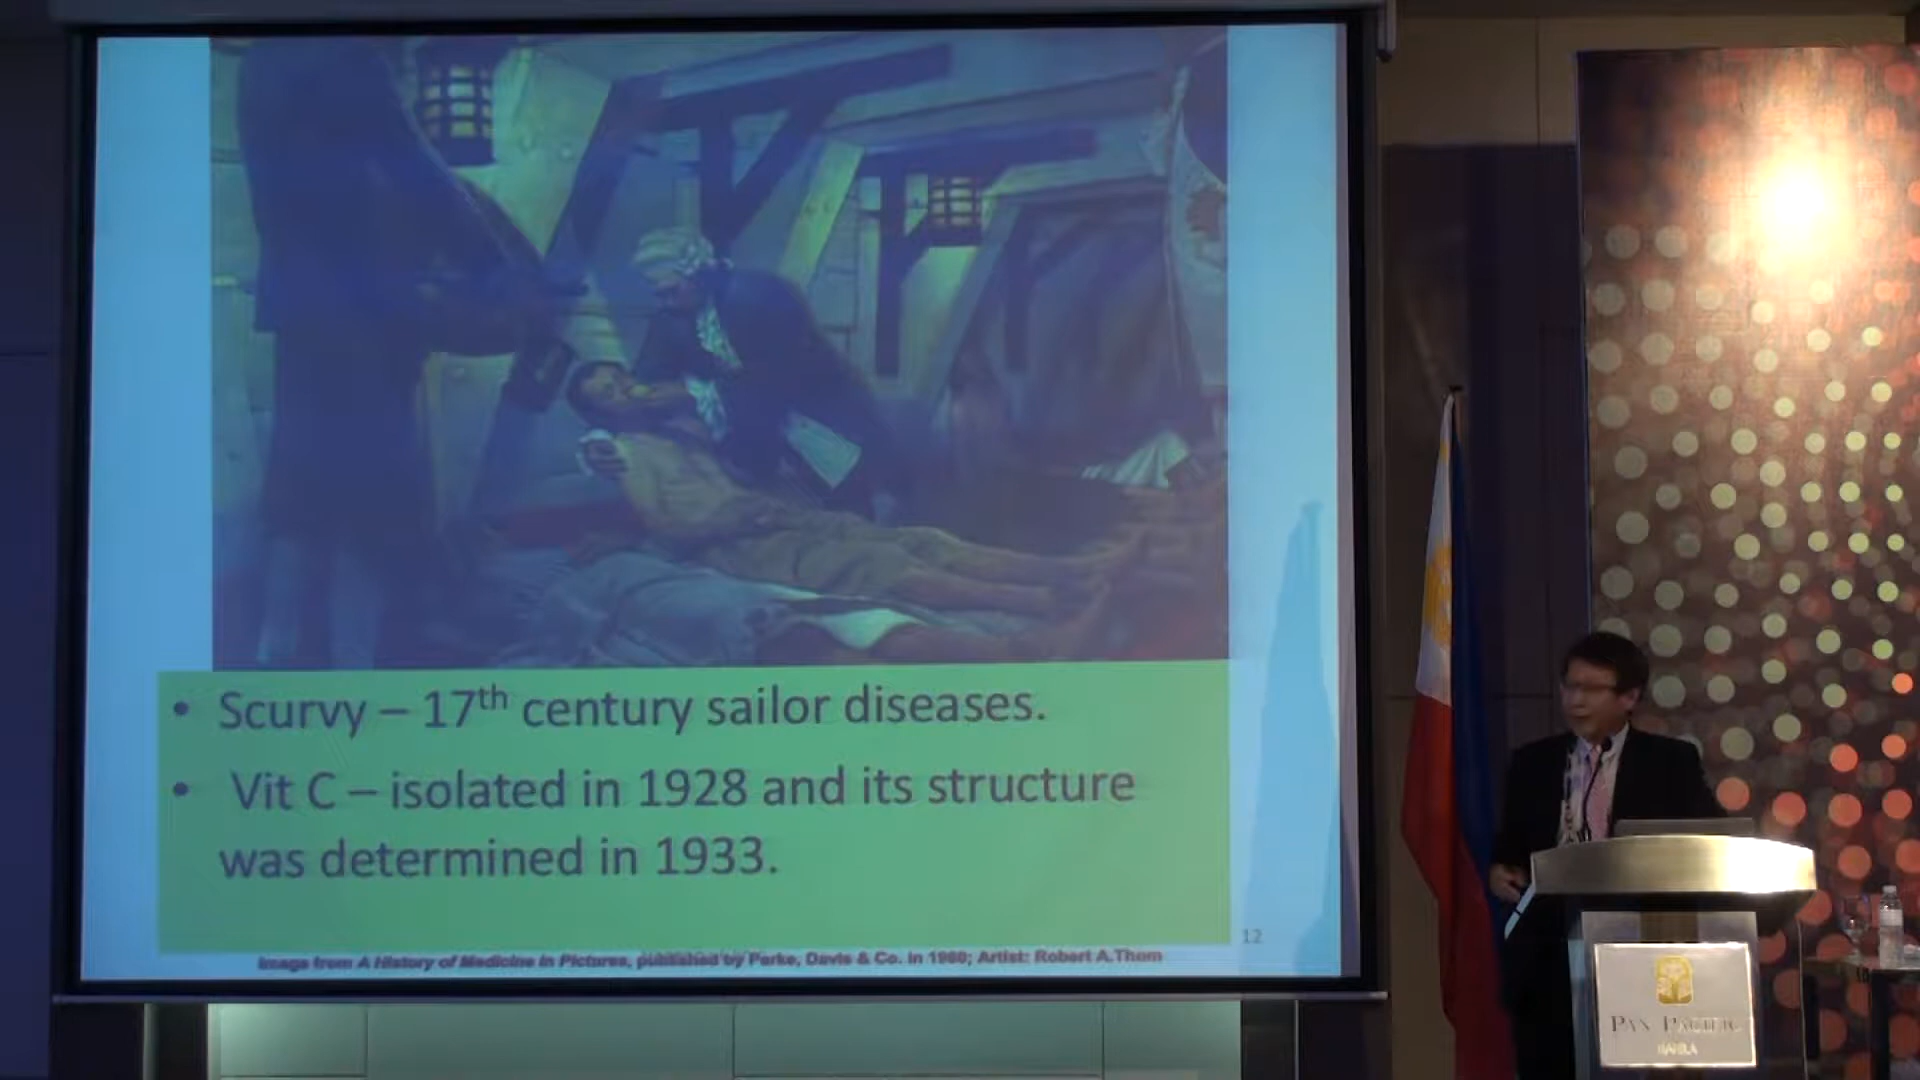 • Scurvy – 17th century sailor diseases.
• Vit C – isolated in 1928 and its structure
was determined in 1933.
12
Image from A History of Medicine in Pictures, published by Parke, Davis & Co. in 1960; Artist: Robert A.Thom
PAN PACIFIC
MANILA